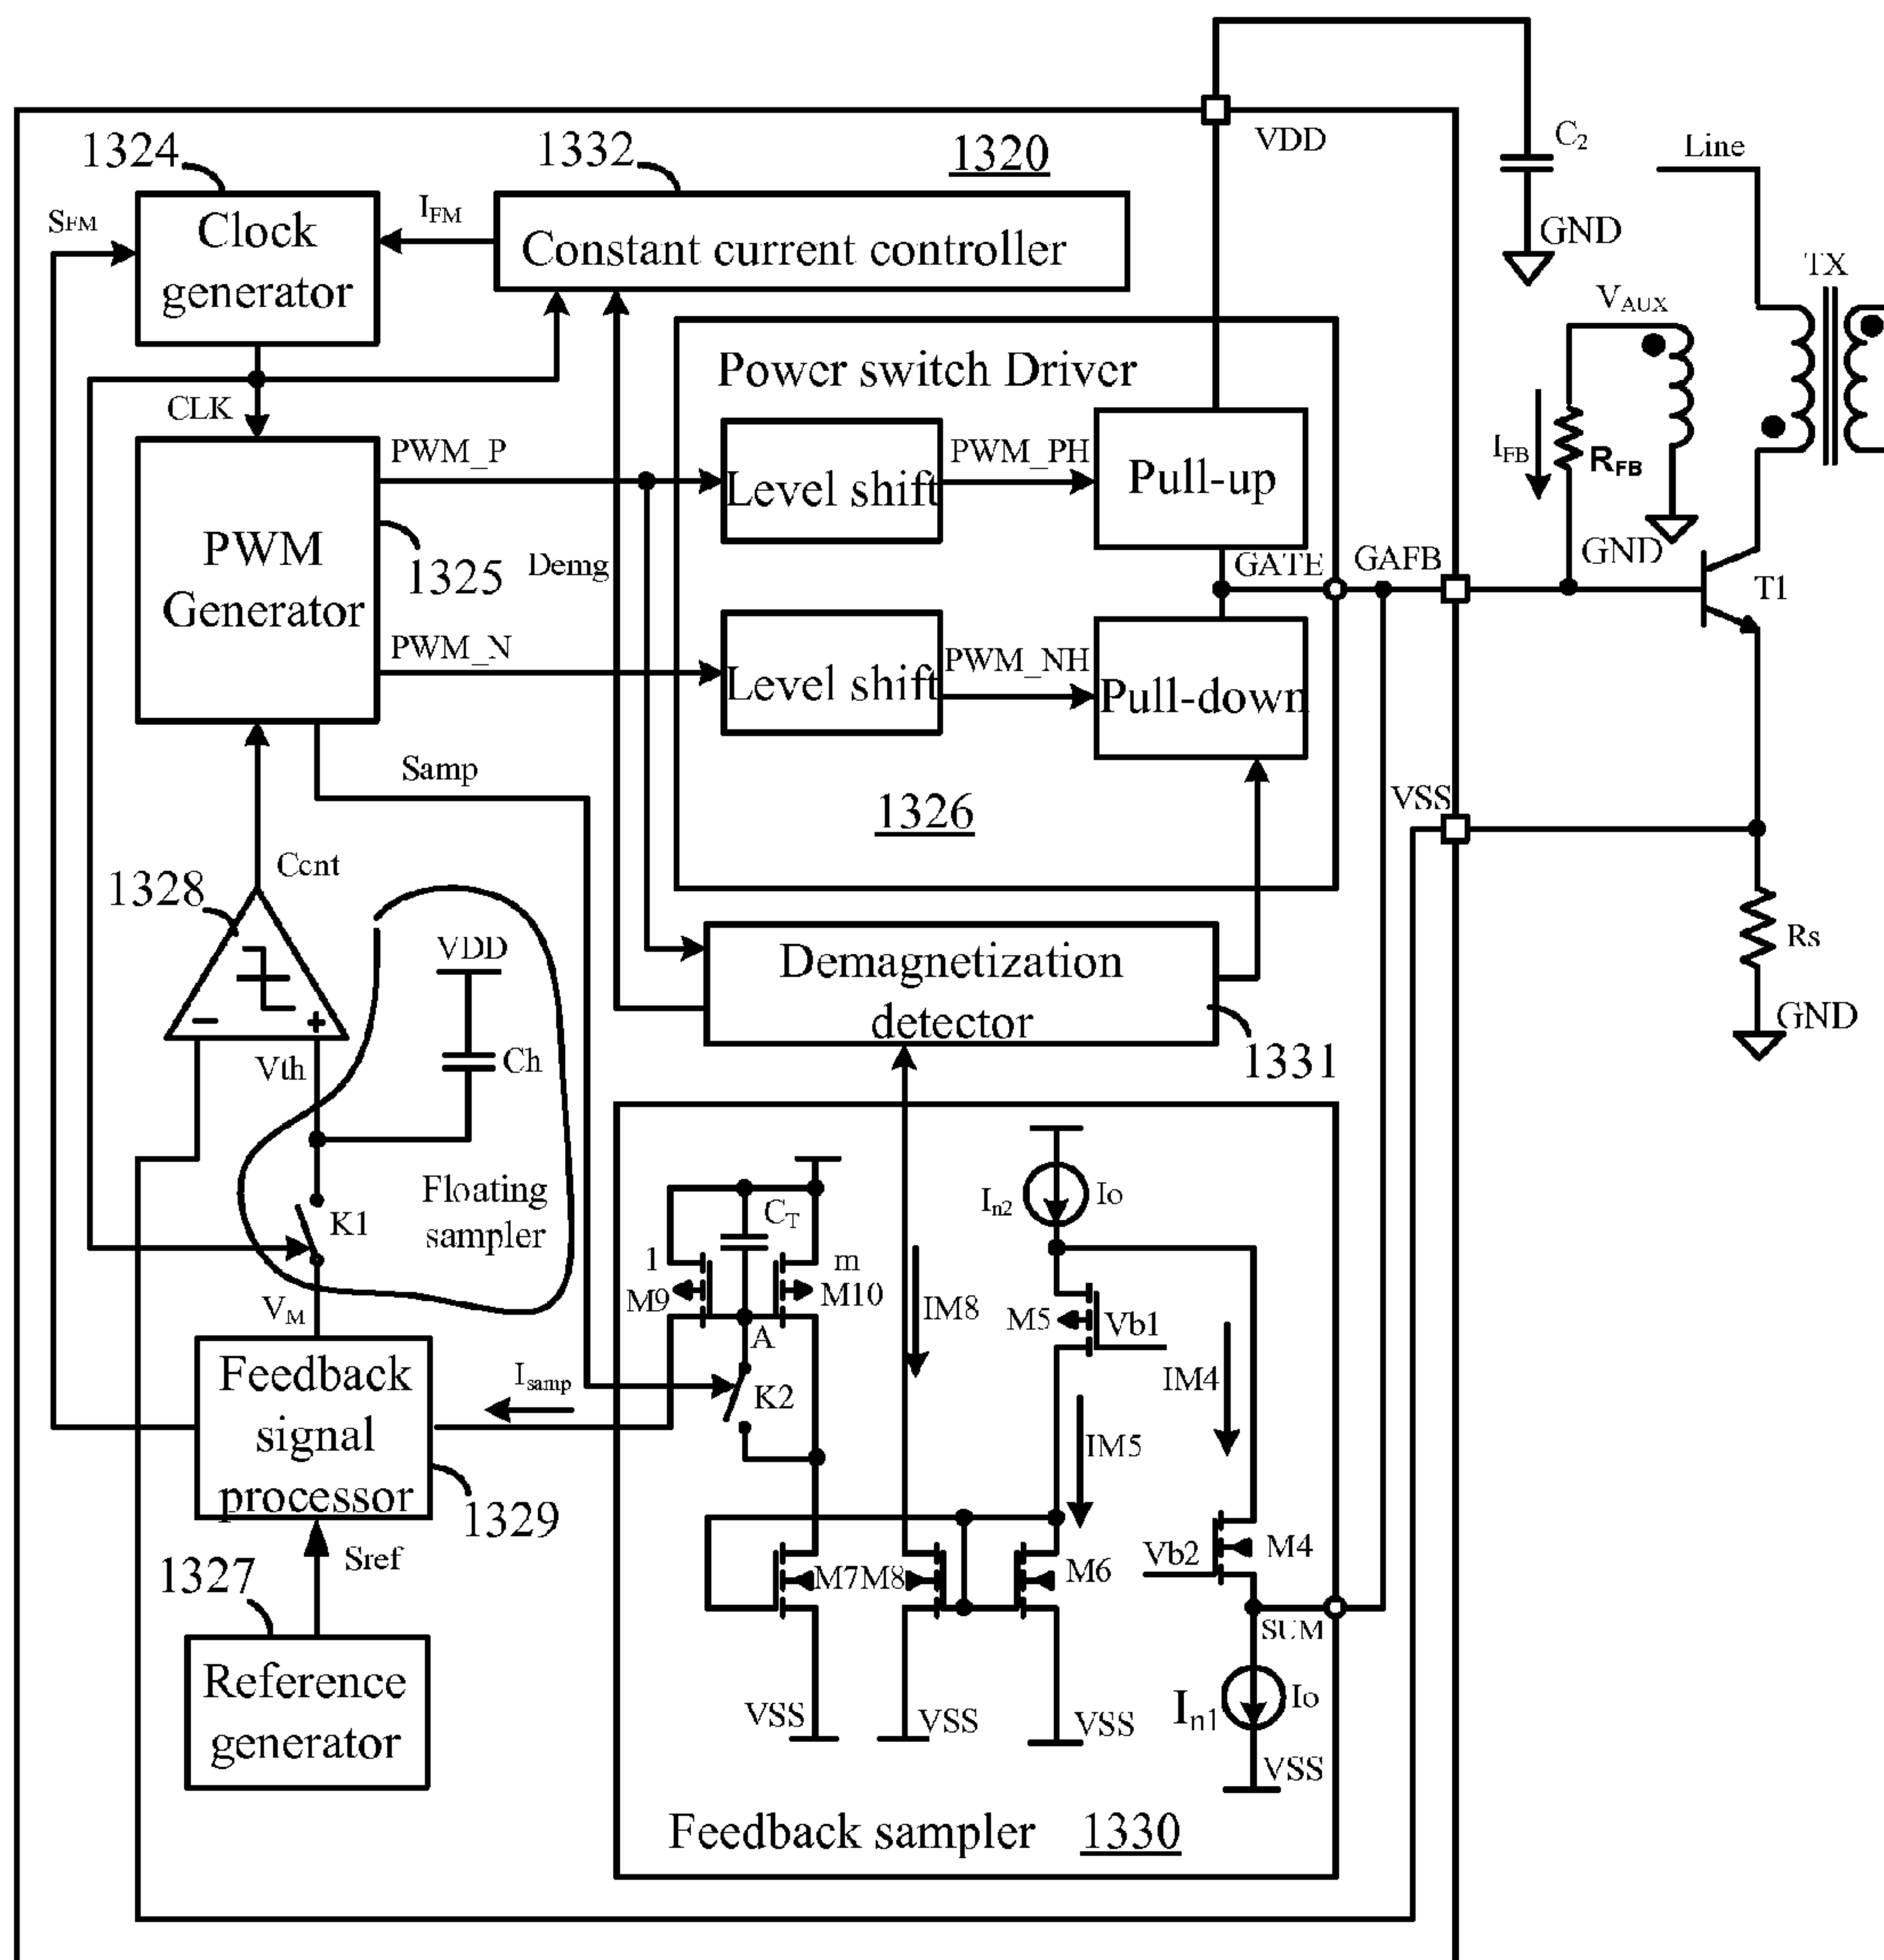 VDD
C2
GND
Line
TX
VAUX
IFB
RFB
GND
T1
Rs
GND
1324
1332
1320
SFM
Clock
generator
IFM
Constant current controller
CLK
Power switch Driver
PWM_P
Level shift
PWM_PH
Pull-up
PWM
Generator
1325
Demg
GATE
GAFB
PWM_N
Level shift
PWM_NH
Pull-down
Samp
1326
VSS
1328
Ccnt
−
+
Vth
VDD
Ch
Demagnetization
detector
1331
Floating
sampler
K1
VM
Feedback
signal
processor
1329
Isamp
1327
Sref
Reference
generator
CT
1
m
M9
M10
A
K2
IM8
In2
Io
M5
Vb1
IM4
IM5
M7
M8
M6
Vb2
M4
SUM
In1
Io
VSS
VSS
VSS
VSS
Feedback sampler
1330